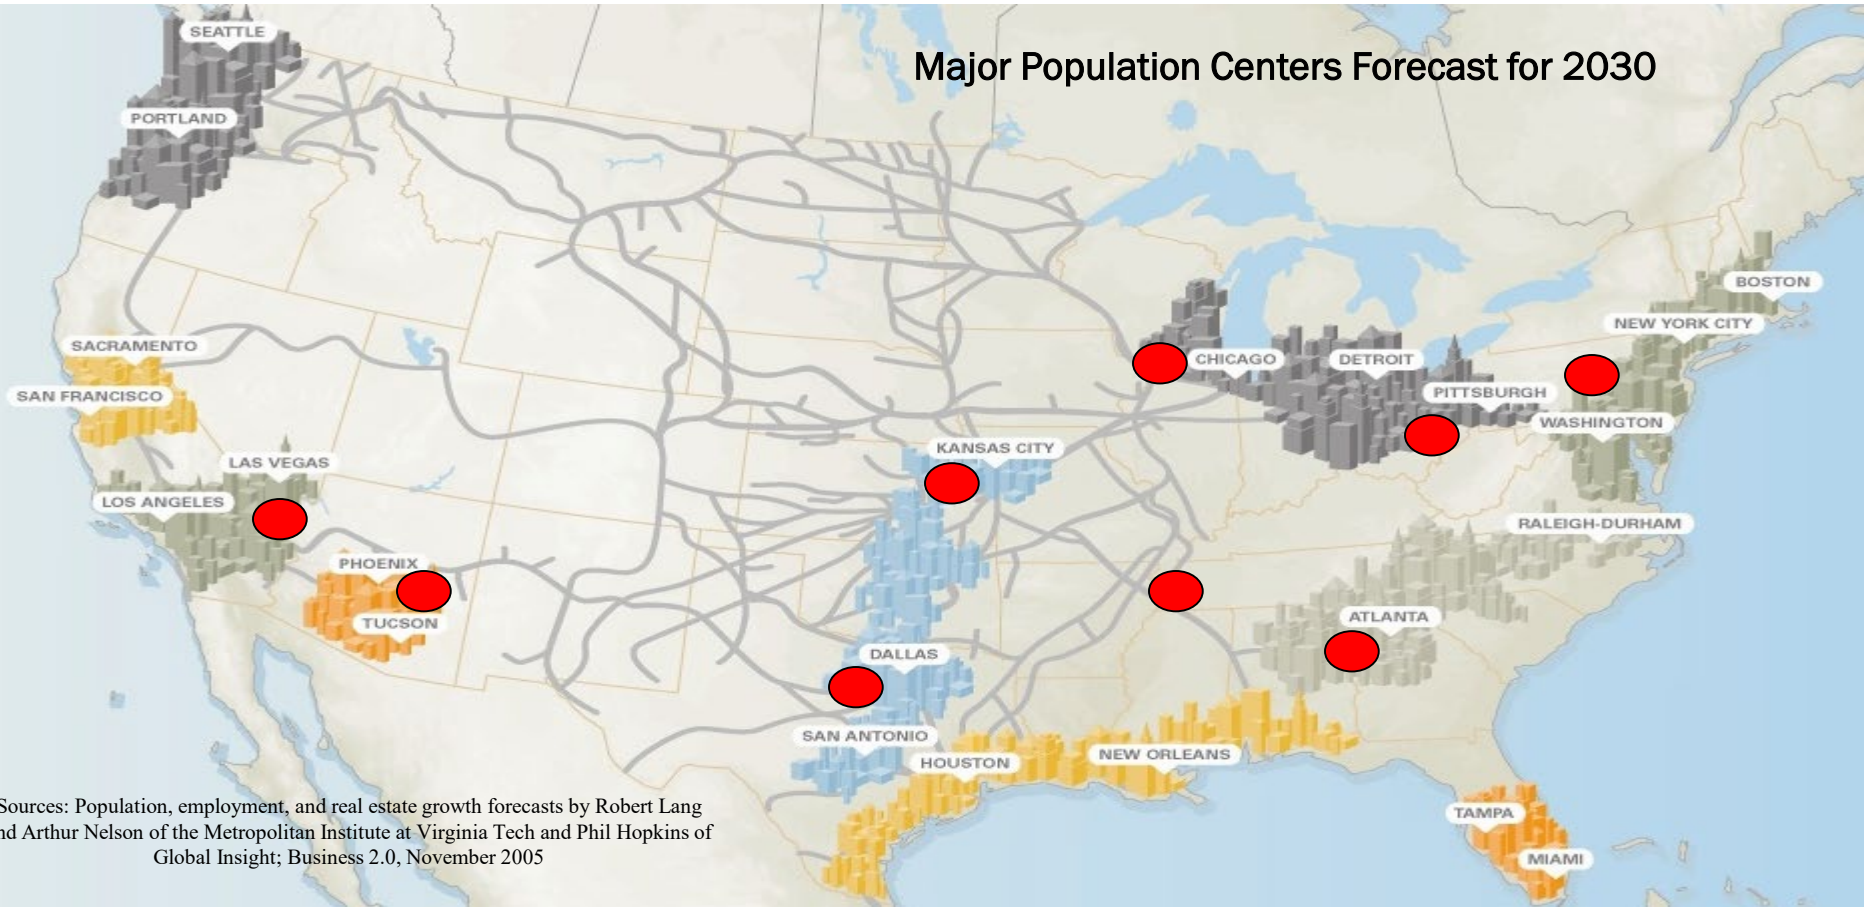 SEATTLE
Major Population Centers Forecast for 2030
PORTLAND
BOSTON
NEW YORK CITY
SACRAMENTO
CHICAGO
DETROIT
SAN FRANCISCO
PITTSBURGH
WASHINGTON
KANSAS CITY
LAS VEGAS
LOS ANGELES
RALEIGH-DURHAM
PHOENIX
ATLANTA
TUCSON
DALLAS
SAN ANTONIO
NEW ORLEANS
HOUSTON
Sources: Population, employment, and real estate growth forecasts by Robert Lang
nd Arthur Nelson of the Metropolitan Institute at Virginia Tech and Phil Hopkins of
Global Insight; Business 2.0, November 2005
TAMPA
MIAMI